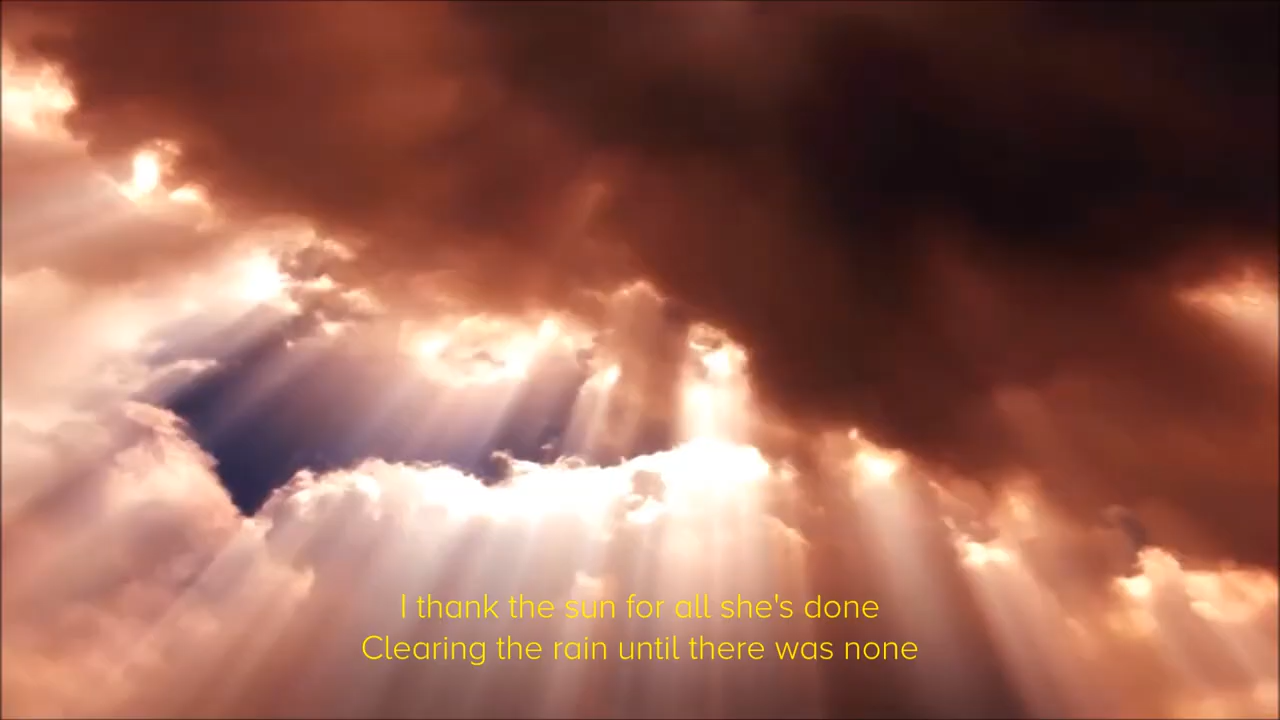 I thank the sun for all she's done
Clearing the rain until there was none